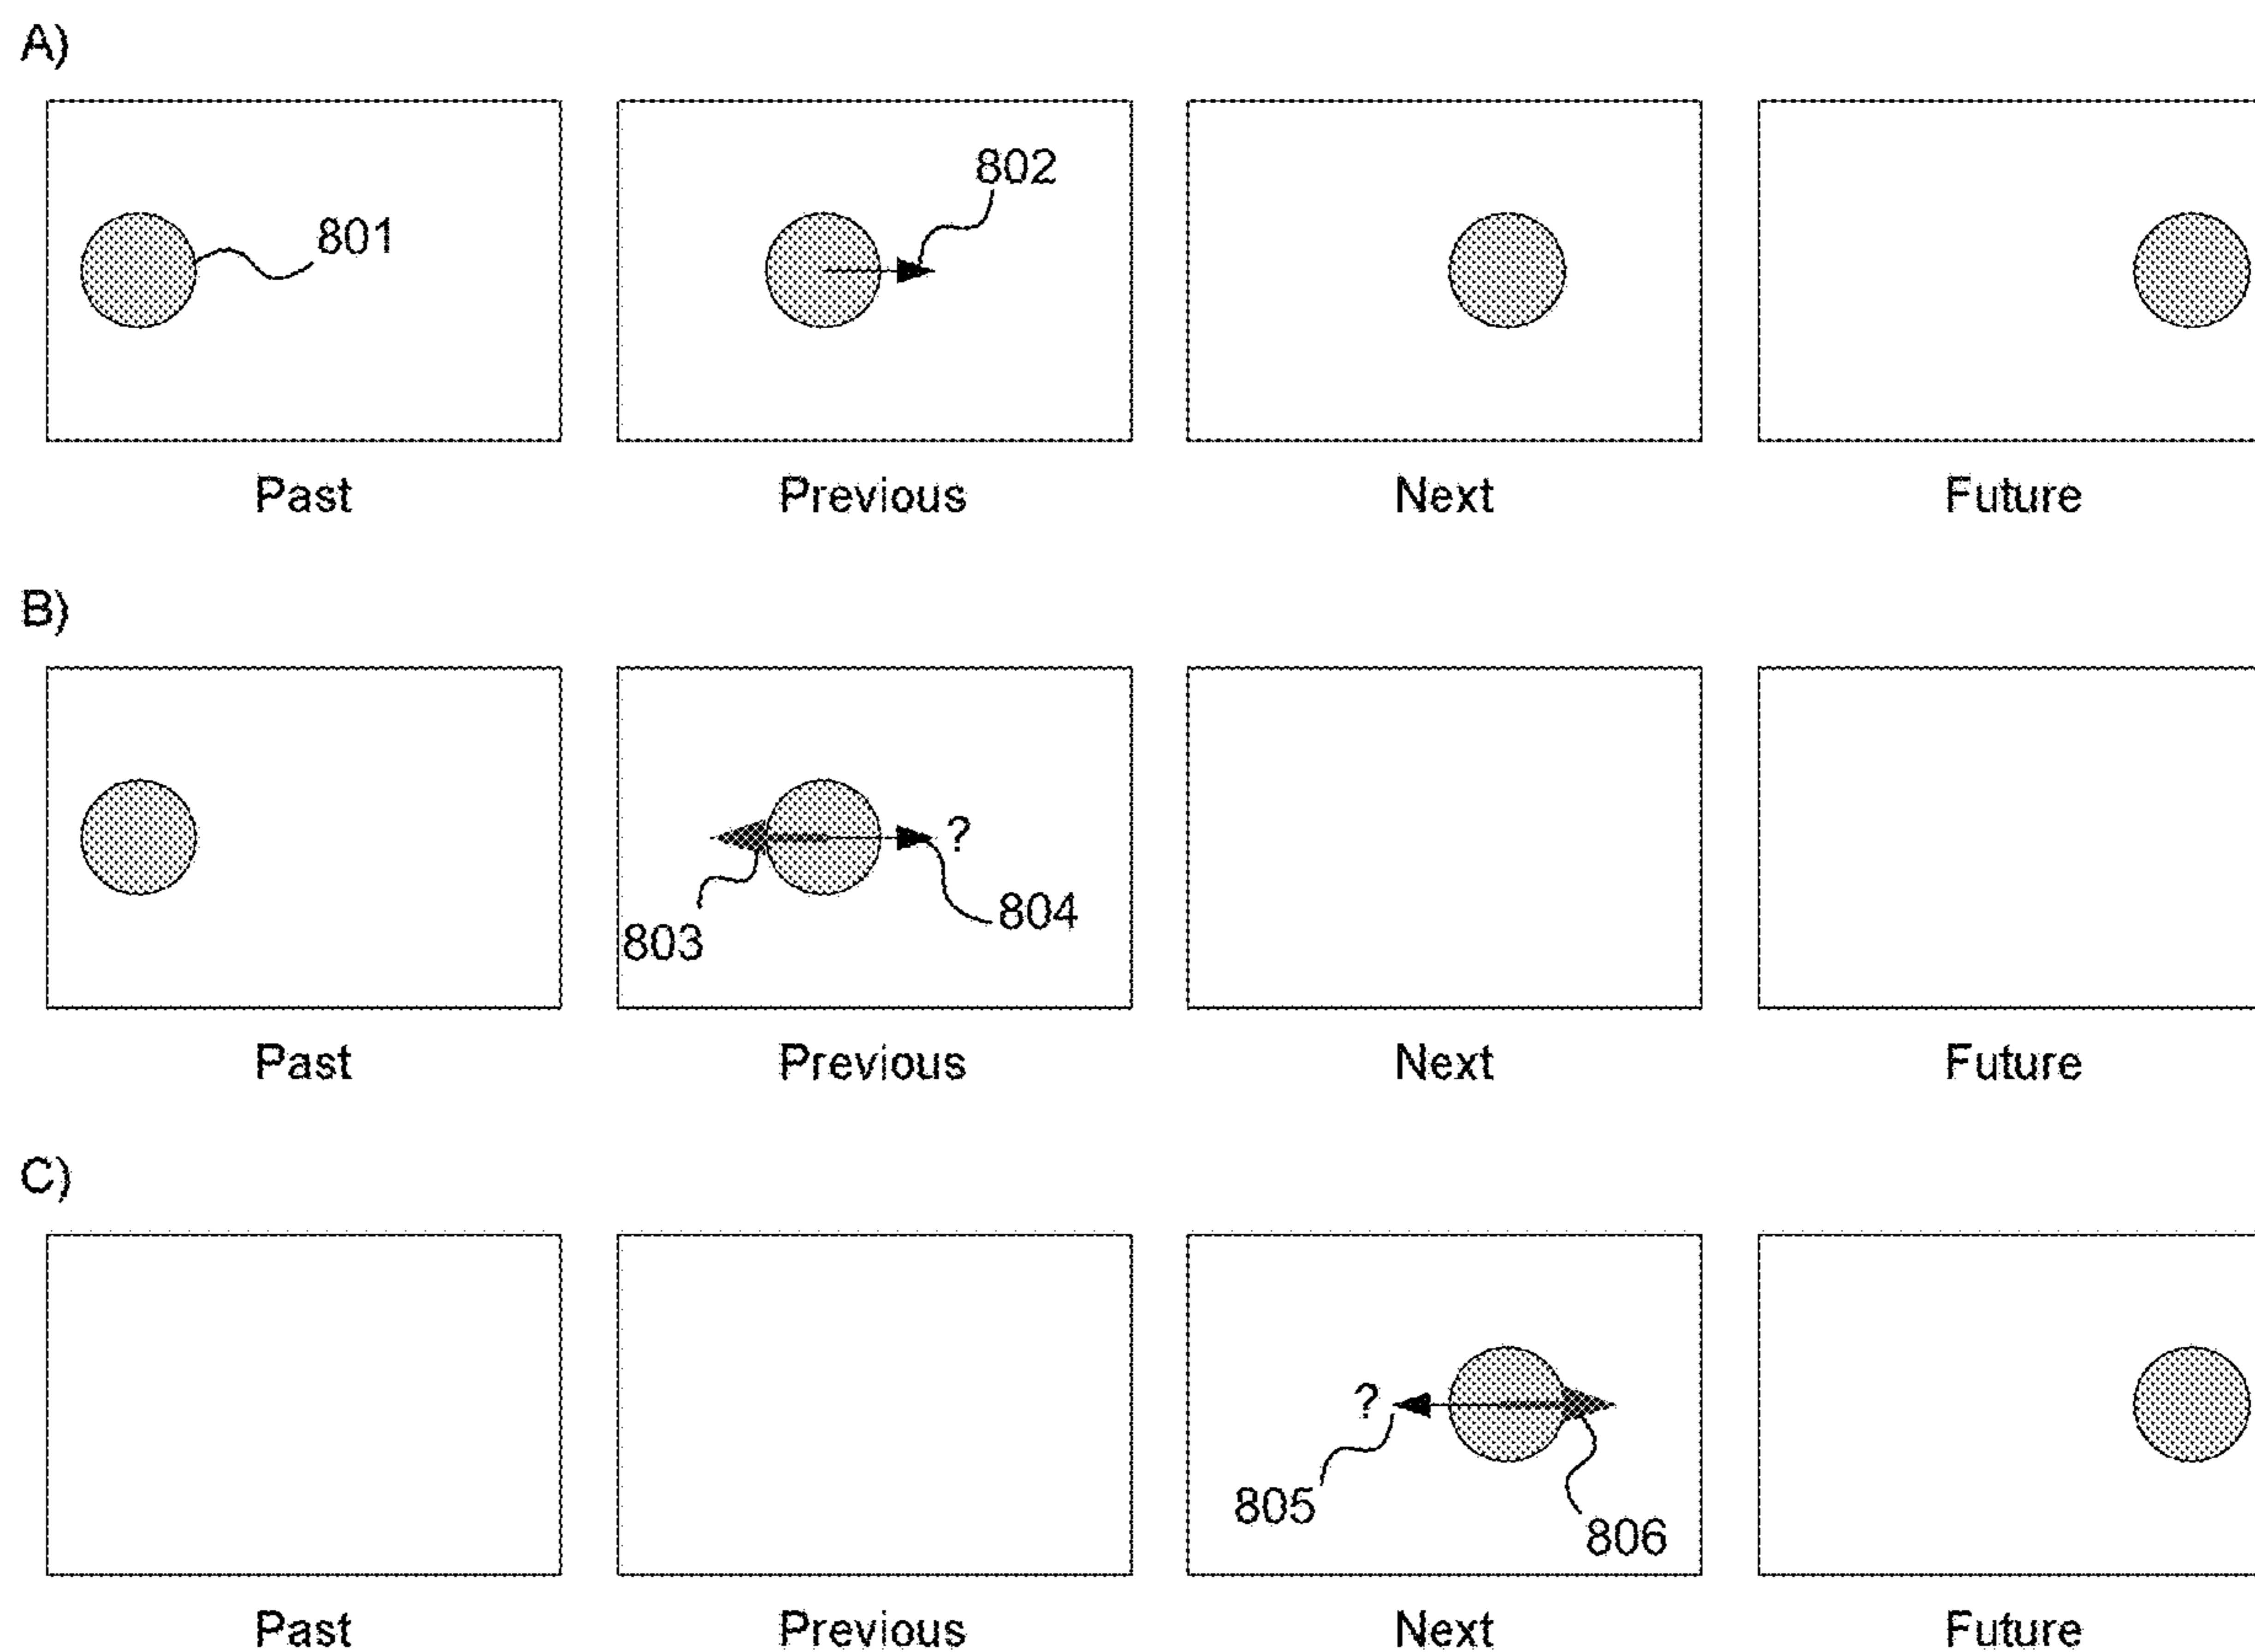 A)
802
801
Past Previous Next Future
B)
?
804
803
Past Previous Next Future
C)
?
805
806
Past Previous Next Future